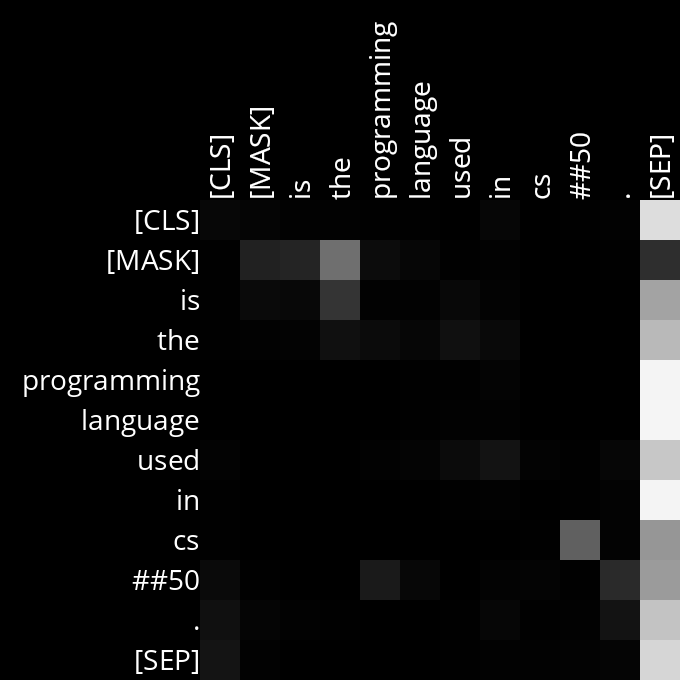 [CLS]
[MASK]
is
the
programming
language
used
in
cs
##50
.
[SEP]
[CLS]
[MASK]
is
the
programming
language
used
in
cs
##50
.
[SEP]